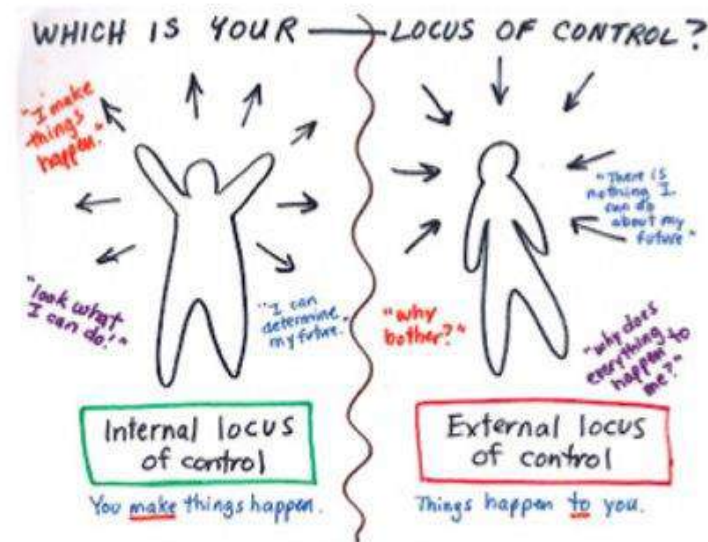 WHICH IS YOUR LOCUS OF CONTROL?
"I make
things
happen."
"look what
I can do!"
"I can
determine
my future."
Internal locus
of control
You make things happen.
"There is
nothing I
can do
about my
future"
"why
bother?"
"why does
everything
happen to
me?"
External locus
of control
Things happen to you.